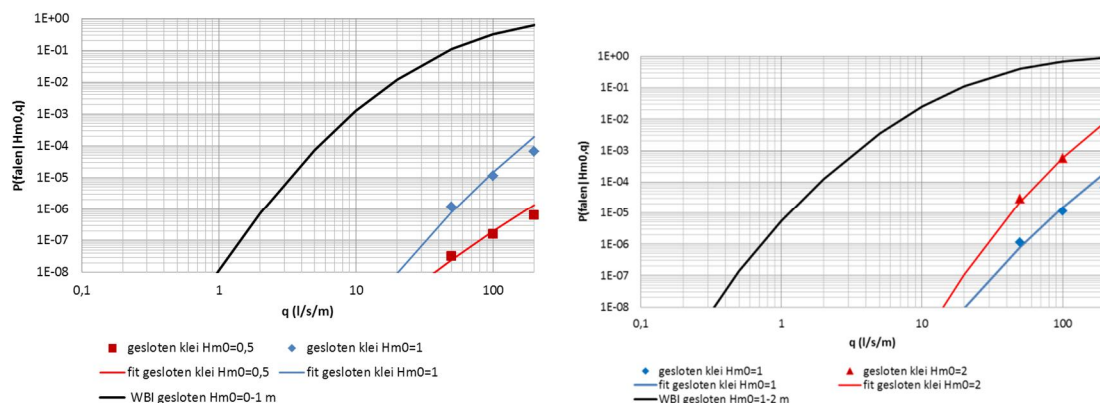 P(falen|Hm0,q)
1E+00
1E-01
1E-02
1E-03
1E-04
1E-05
1E-06
1E-07
1E-08
0,1 1 10 100
q (l/s/m)
gesloten klei Hm0=0,5 gesloten klei Hm0=1
fit gesloten klei Hm0=0,5 fit gesloten klei Hm0=1
WBI gesloten Hm0=0-1 m
P(falen|Hm0,q)
1E+00
1E-01
1E-02
1E-03
1E-04
1E-05
1E-06
1E-07
1E-08
0,1 1 10 100
q (l/s/m)
gesloten klei Hm0=1 gesloten klei Hm0=2
fit gesloten klei Hm0=1 fit gesloten klei Hm0=2
WBI gesloten Hm0=1-2 m